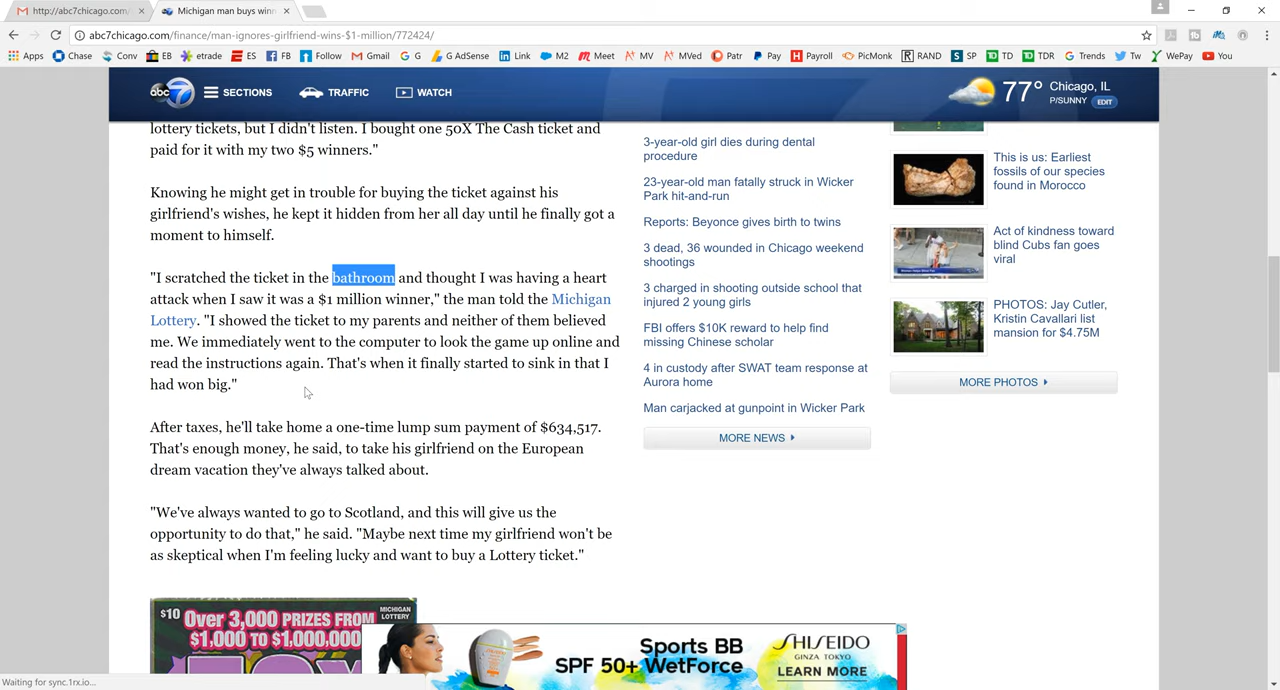 http://abc7chicago.com/
Michigan man buys winn
abc7chicago.com/finance/man-ignores-girlfriend-wins-$1-million/772424/
Apps Chase Conv EB etrade ES FB Follow Gmail G G AdSense Link M2 Meet MV MVed Patr Pay Payroll PicMonk RAND SP TD TDR Trends Tw WePay You
abc 7 SECTIONS TRAFFIC WATCH 77° Chicago, IL
P/SUNNY EDIT
lottery tickets, but I didn't listen. I bought one 50X The Cash ticket and
paid for it with my two $5 winners."
Knowing he might get in trouble for buying the ticket against his
girlfriend's wishes, he kept it hidden from her all day until he finally got a
moment to himself.
"I scratched the ticket in the bathroom and thought I was having a heart
attack when I saw it was a $1 million winner," the man told the Michigan
Lottery. "I showed the ticket to my parents and neither of them believed
me. We immediately went to the computer to look the game up online and
read the instructions again. That's when it finally started to sink in that I
had won big."
After taxes, he'll take home a one-time lump sum payment of $634,517.
That's enough money, he said, to take his girlfriend on the European
dream vacation they've always talked about.
"We've always wanted to go to Scotland, and this will give us the
opportunity to do that," he said. "Maybe next time my girlfriend won't be
as skeptical when I'm feeling lucky and want to buy a Lottery ticket."
3-year-old girl dies during dental
procedure
23-year-old man fatally struck in Wicker
Park hit-and-run
Reports: Beyonce gives birth to twins
3 dead, 36 wounded in Chicago weekend
shootings
3 charged in shooting outside school that
injured 2 young girls
FBI offers $10K reward to help find
missing Chinese scholar
4 in custody after SWAT team response at
Aurora home
Man carjacked at gunpoint in Wicker Park
MORE NEWS
This is us: Earliest
fossils of our species
found in Morocco
Act of kindness toward
blind Cubs fan goes
viral
PHOTOS: Jay Cutler,
Kristin Cavallari list
mansion for $4.75M
MORE PHOTOS
$10 Over 3,000 PRIZES FROM
$1,000 TO $1,000,000
MICHIGAN
LOTTERY
Sports BB
SPF 50+ WetForce
SHISEIDO
GINZA TOKYO
LEARN MORE
Waiting for sync.1rx.io...